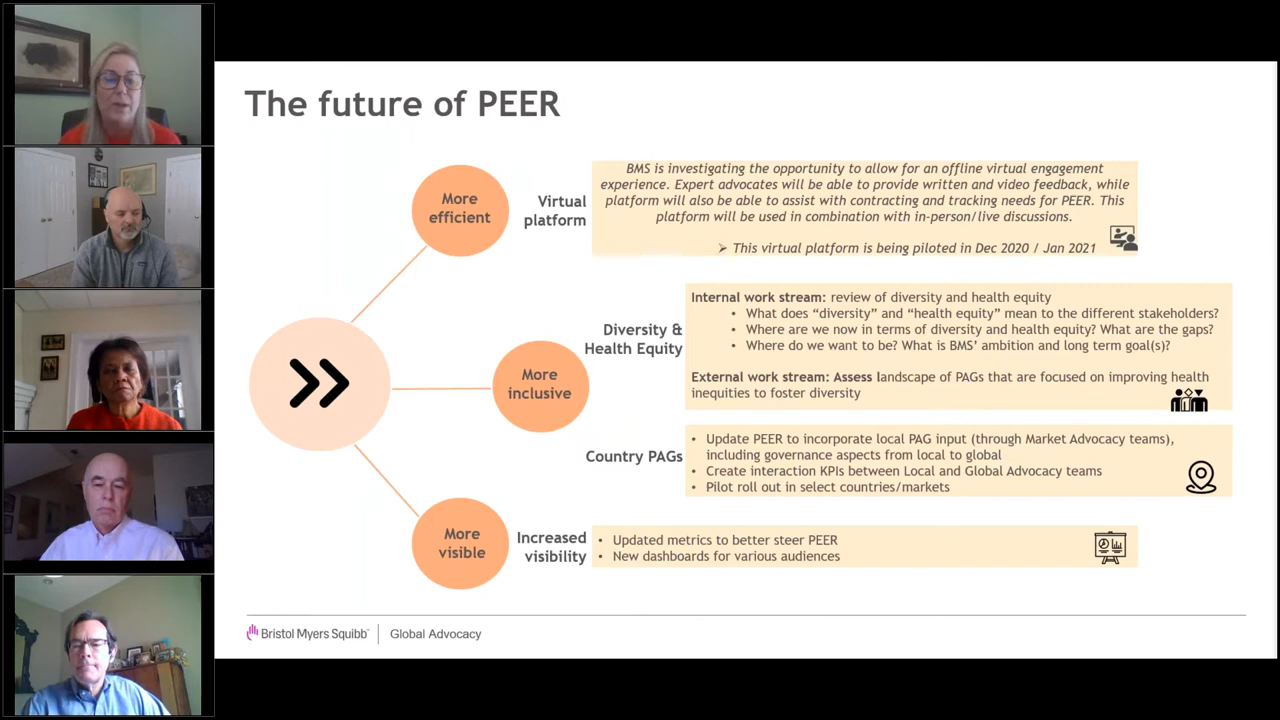 The future of PEER
More
efficient
Virtual
platform
BMS is investigating the opportunity to allow for an offline virtual engagement
experience. Expert advocates will be able to provide written and video feedback, while
platform will also be able to assist with contracting and tracking needs for PEER. This
platform will be used in combination with in-person/live discussions.
➢ This virtual platform is being piloted in Dec 2020 / Jan 2021
More
inclusive
Diversity &
Health Equity
Internal work stream: review of diversity and health equity
• What does “diversity” and “health equity” mean to the different stakeholders?
• Where are we now in terms of diversity and health equity? What are the gaps?
• Where do we want to be? What is BMS’ ambition and long term goal(s)?
External work stream: Assess landscape of PAGs that are focused on improving health
inequities to foster diversity
Country PAGs
• Update PEER to incorporate local PAG input (through Market Advocacy teams),
including governance aspects from local to global
• Create interaction KPIs between Local and Global Advocacy teams
• Pilot roll out in select countries/markets
More
visible
Increased
visibility
• Updated metrics to better steer PEER
• New dashboards for various audiences
Bristol Myers Squibb™ | Global Advocacy